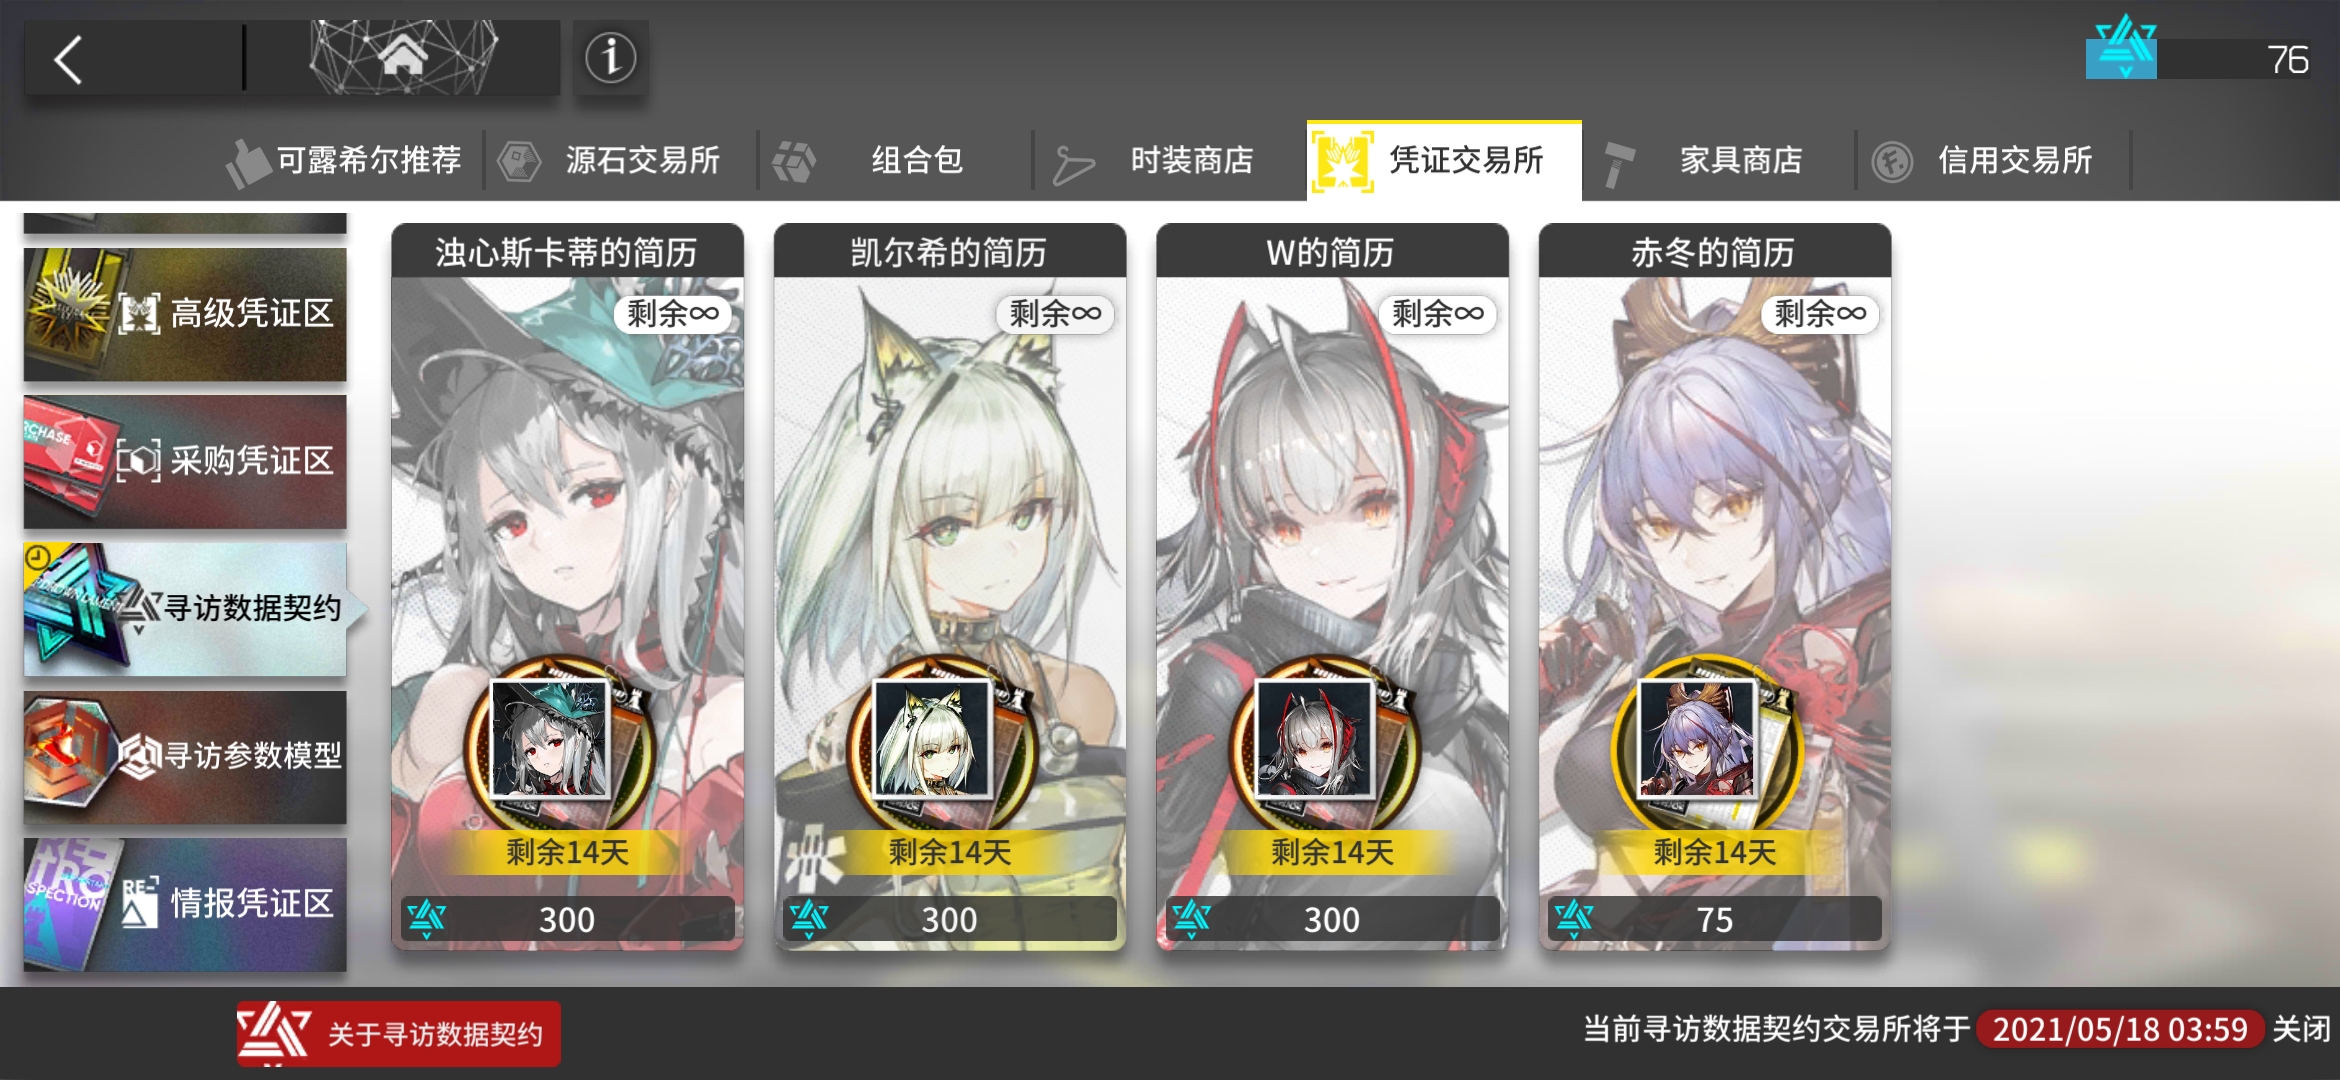 76
可露希尔推荐
源石交易所
组合包
时装商店
凭证交易所
家具商店
信用交易所
高级凭证区
RCHASE
采购凭证区
寻访数据契约
寻访参数模型
RE-
TRO
SPECTION
RE-
情报凭证区
浊心斯卡蒂的简历
剩余∞
剩余14天
300
凯尔希的简历
剩余∞
剩余14天
300
W的简历
剩余∞
剩余14天
300
赤冬的简历
剩余∞
剩余14天
75
关于寻访数据契约
当前寻访数据契约交易所将于 2021/05/18 03:59 关闭